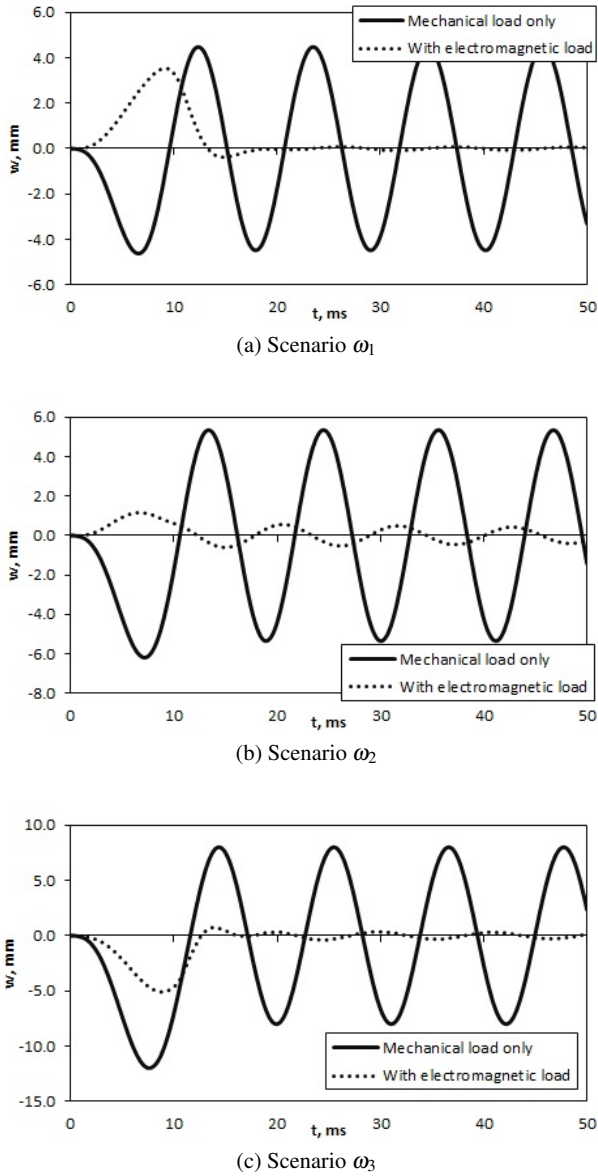 6.0
4.0
2.0
0.0
-2.0
-4.0
-6.0
w, mm
Mechanical load only
With electromagnetic load
0 10 20 30 40 50
t, ms
(a) Scenario ω1
6.0
4.0
2.0
0.0
-2.0
-4.0
-6.0
-8.0
w, mm
Mechanical load only
With electromagnetic load
0 10 20 30 40 50
t, ms
(b) Scenario ω2
10.0
5.0
0.0
-5.0
-10.0
-15.0
w, mm
Mechanical load only
With electromagnetic load
0 10 20 30 40 50
t, ms
(c) Scenario ω3